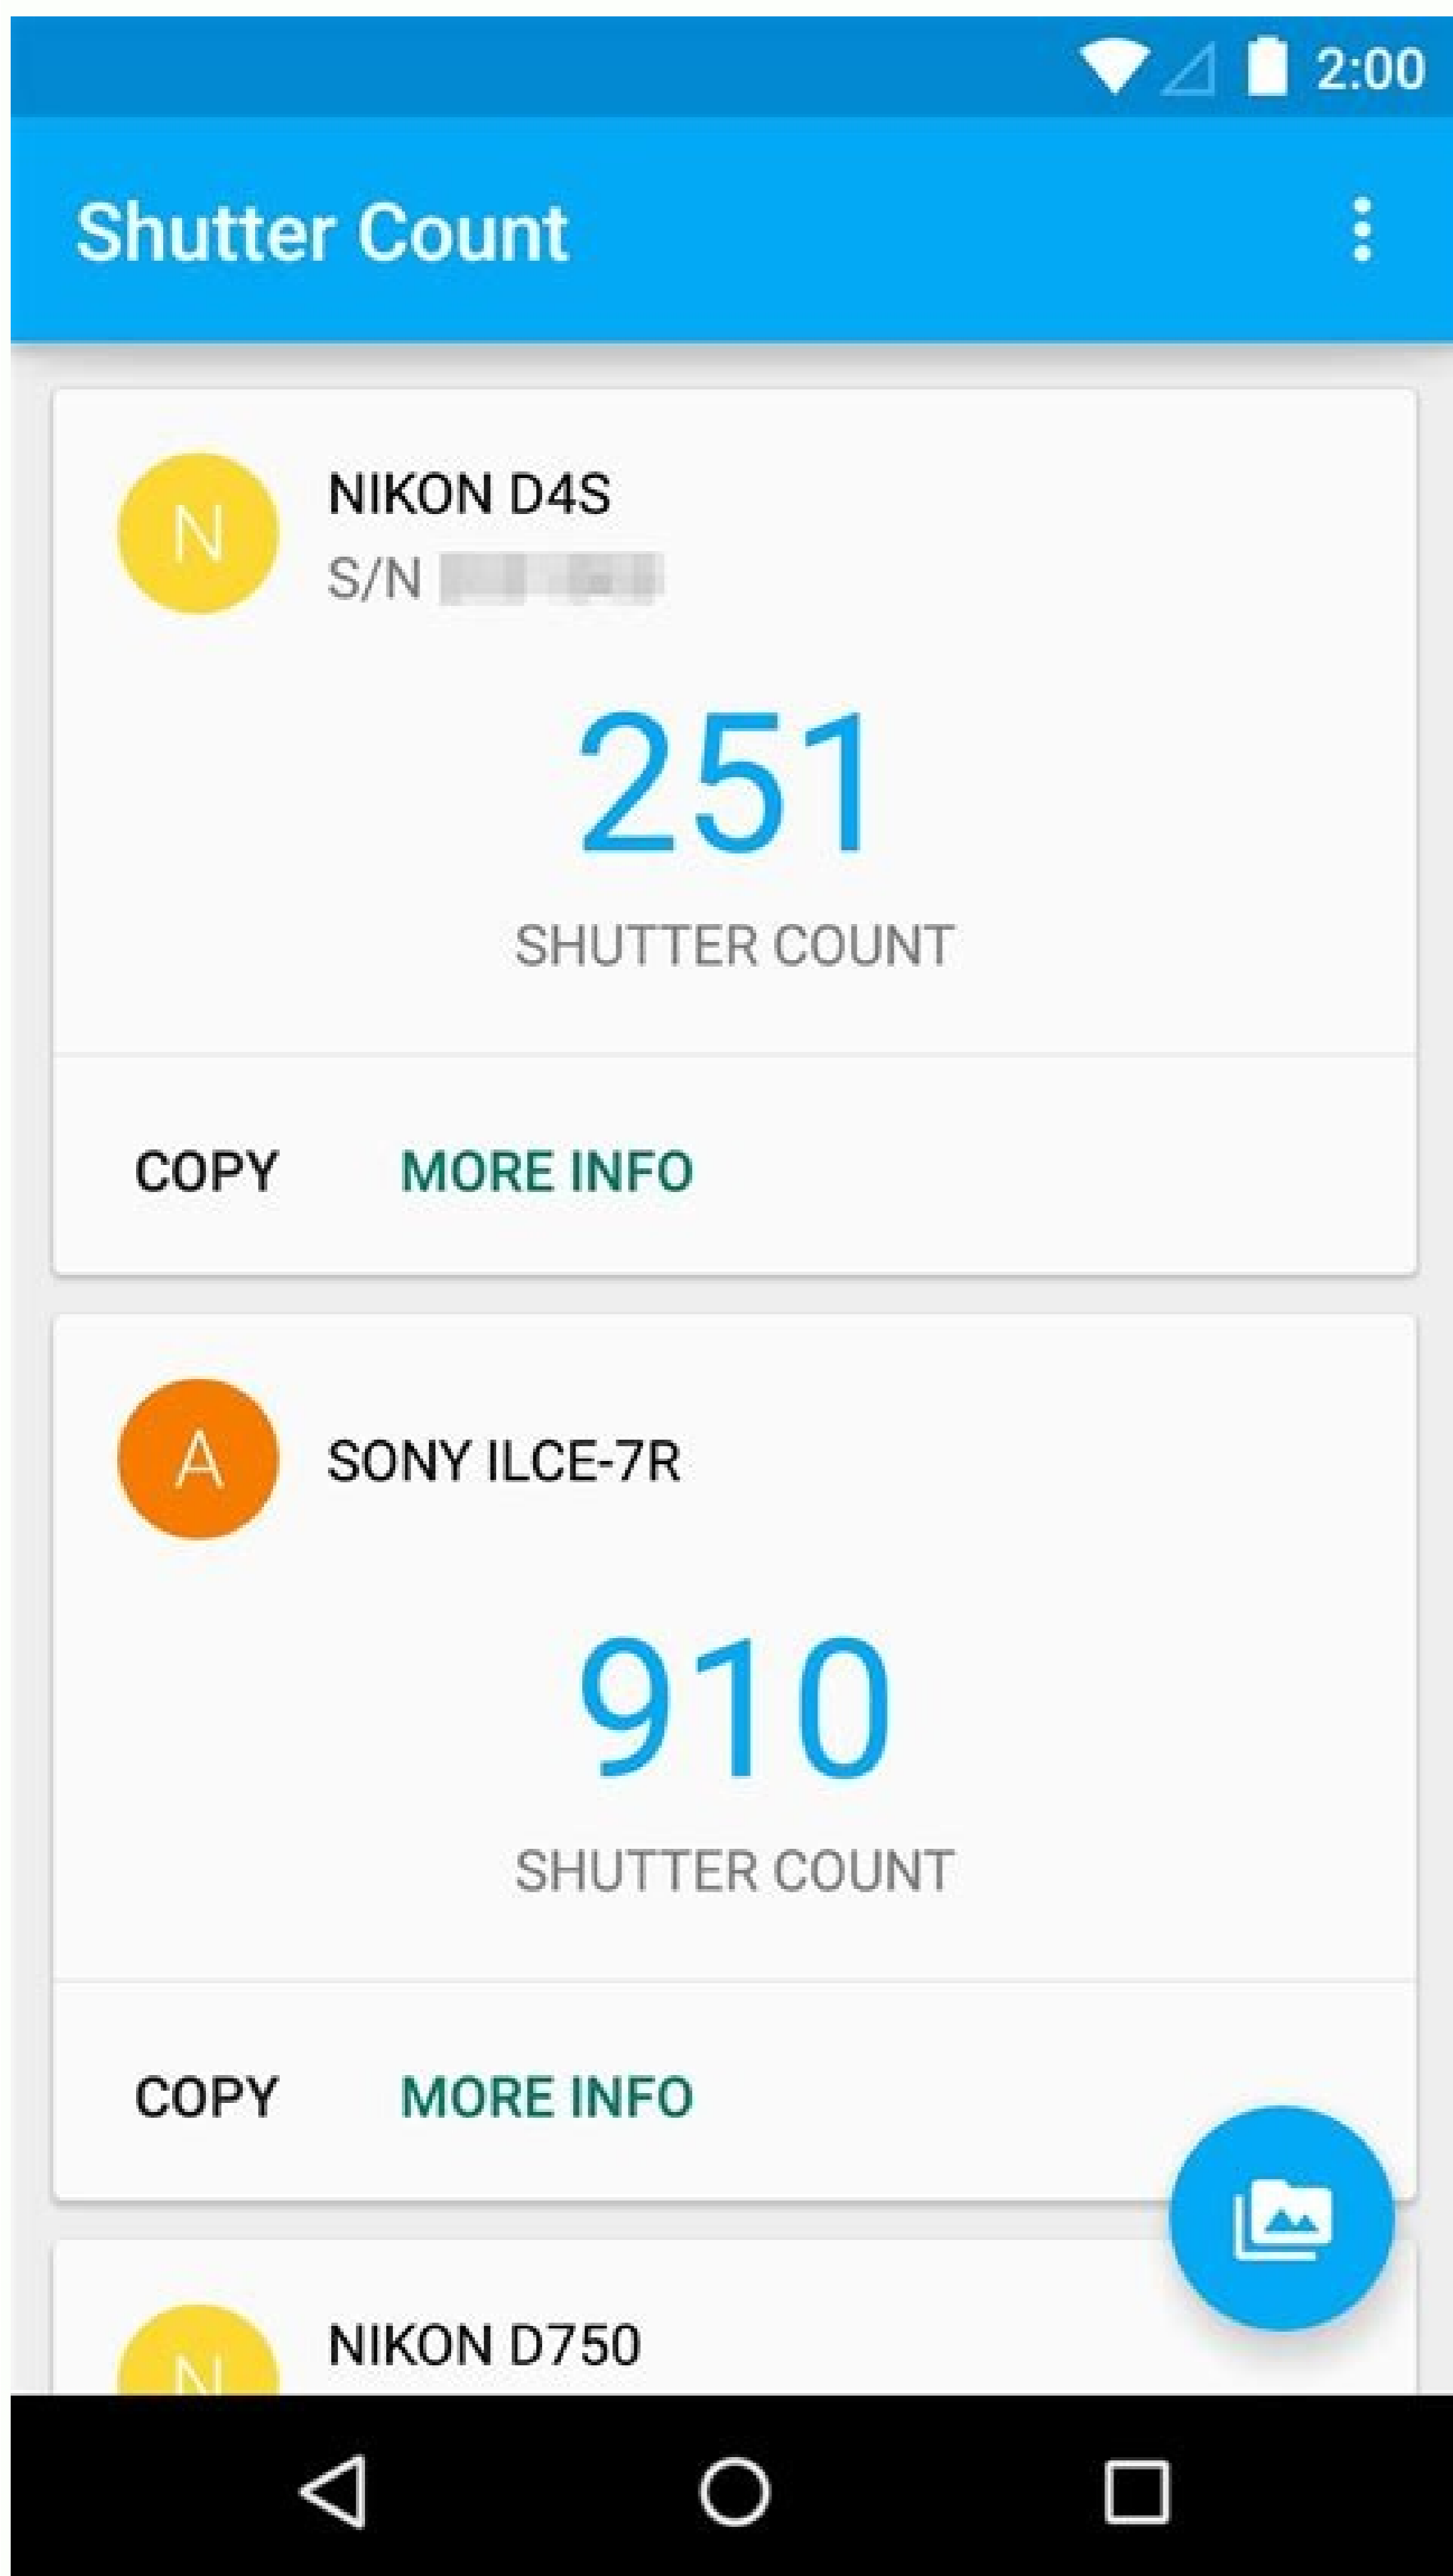 2:00
Shutter Count
N
NIKON D4S
S/N
251
SHUTTER COUNT
COPY MORE INFO
A
SONY ILCE-7R
910
SHUTTER COUNT
COPY MORE INFO
N
NIKON D750